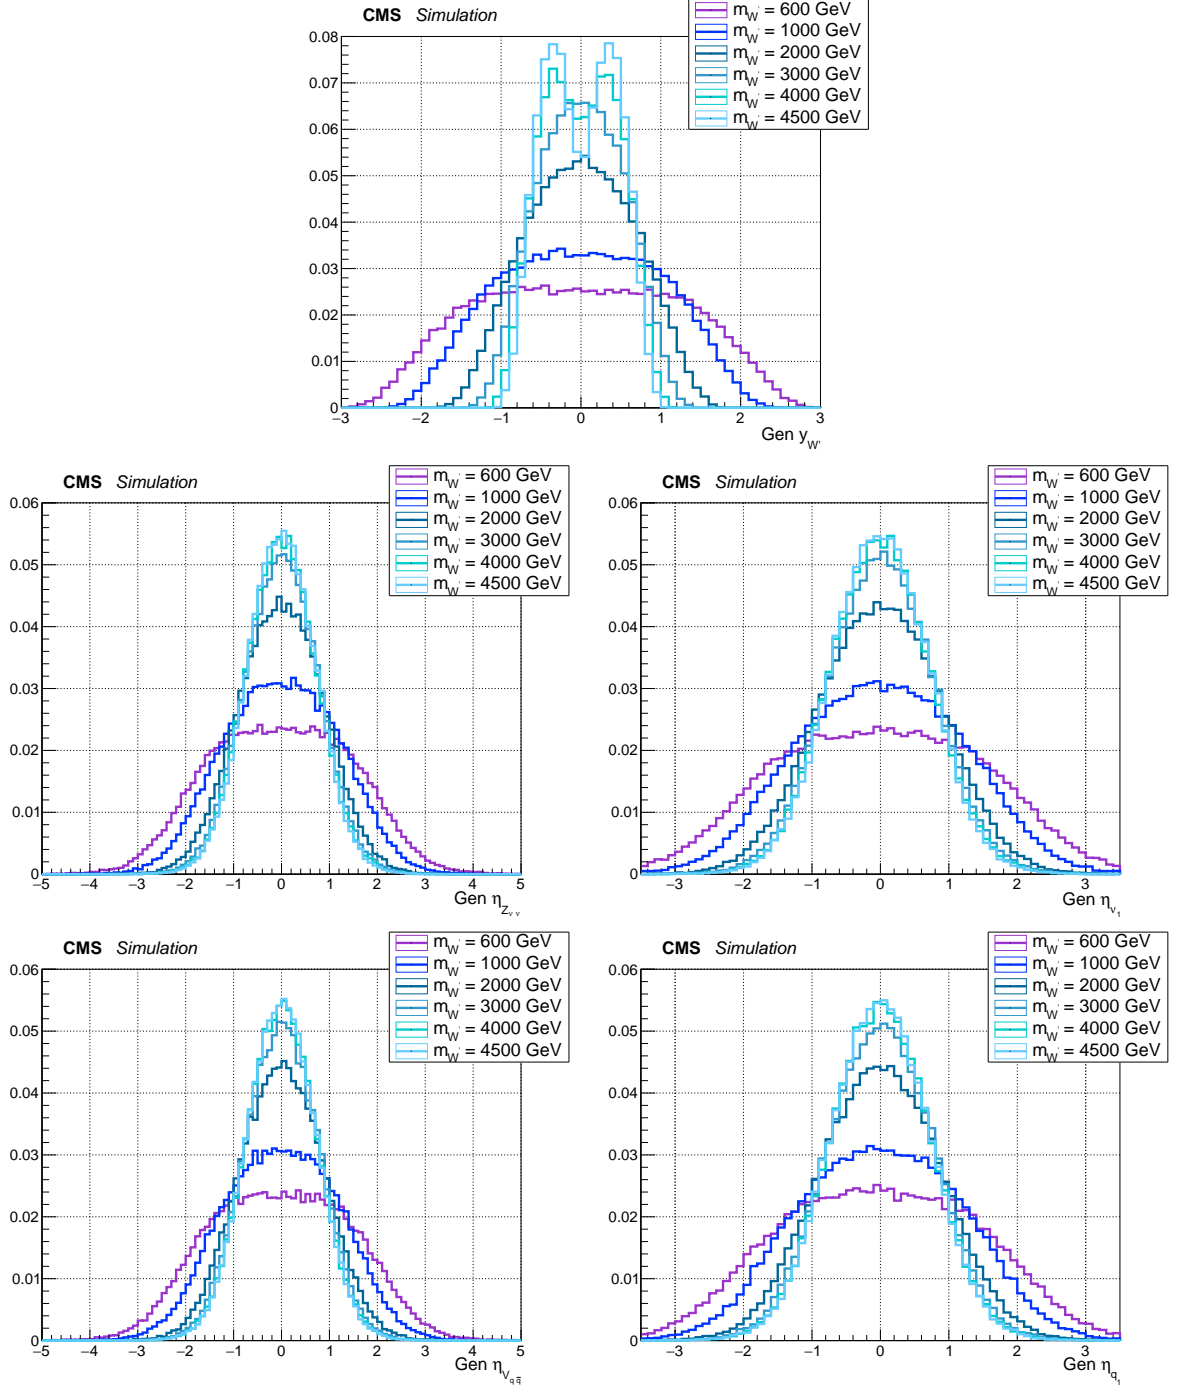 CMS Simulation
m_W' = 600 GeV
m_W' = 1000 GeV
m_W' = 2000 GeV
m_W' = 3000 GeV
m_W' = 4000 GeV
m_W' = 4500 GeV
0.08
0.07
0.06
0.05
0.04
0.03
0.02
0.01
0
−3 −2 −1 0 1 2 3
Gen y_W'
CMS Simulation
m_W' = 600 GeV
m_W' = 1000 GeV
m_W' = 2000 GeV
m_W' = 3000 GeV
m_W' = 4000 GeV
m_W' = 4500 GeV
0.06
0.05
0.04
0.03
0.02
0.01
0
−5 −4 −3 −2 −1 0 1 2 3 4 5
Gen η_Z_νν
CMS Simulation
m_W' = 600 GeV
m_W' = 1000 GeV
m_W' = 2000 GeV
m_W' = 3000 GeV
m_W' = 4000 GeV
m_W' = 4500 GeV
0.06
0.05
0.04
0.03
0.02
0.01
0
−3 −2 −1 0 1 2 3
Gen η_ν_1
CMS Simulation
m_W' = 600 GeV
m_W' = 1000 GeV
m_W' = 2000 GeV
m_W' = 3000 GeV
m_W' = 4000 GeV
m_W' = 4500 GeV
0.06
0.05
0.04
0.03
0.02
0.01
0
−5 −4 −3 −2 −1 0 1 2 3 4 5
Gen η_V_qq̄
CMS Simulation
m_W' = 600 GeV
m_W' = 1000 GeV
m_W' = 2000 GeV
m_W' = 3000 GeV
m_W' = 4000 GeV
m_W' = 4500 GeV
0.06
0.05
0.04
0.03
0.02
0.01
0
−3 −2 −1 0 1 2 3
Gen η_q_1